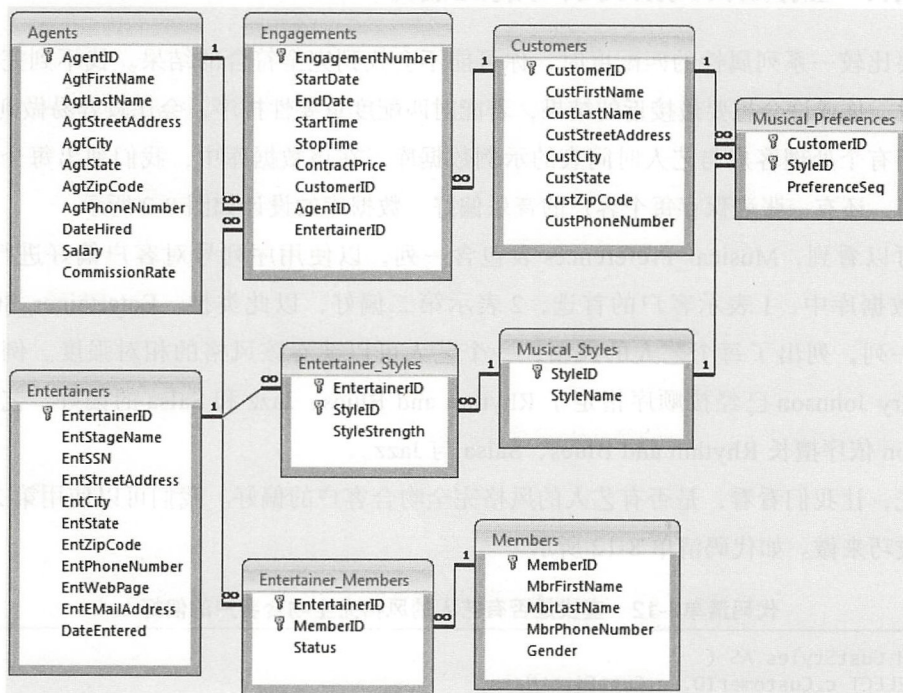 Agents
AgentID
AgtFirstName
AgtLastName
AgtStreetAddress
AgtCity
AgtState
AgtZipCode
AgtPhoneNumber
DateHired
Salary
CommissionRate
1
∞
∞
Engagements
EngagementNumber
StartDate
EndDate
StartTime
StopTime
ContractPrice
CustomerID
AgentID
EntertainerID
1
∞
Customers
CustomerID
CustFirstName
CustLastName
CustStreetAddress
CustCity
CustState
CustZipCode
CustPhoneNumber
1
∞
∞
Musical_Preferences
CustomerID
StyleID
PreferenceSeq
Entertainers
EntertainerID
EntStageName
EntSSN
EntStreetAddress
EntCity
EntState
EntZipCode
EntPhoneNumber
EntWebPage
EntEMailAddress
DateEntered
1
∞
∞
Entertainer_Styles
EntertainerID
StyleID
StyleStrength
1
∞
Musical_Styles
StyleID
StyleName
1
Entertainer_Members
EntertainerID
MemberID
Status
1
∞
Members
MemberID
MbrFirstName
MbrLastName
MbrPhoneNumber
Gender